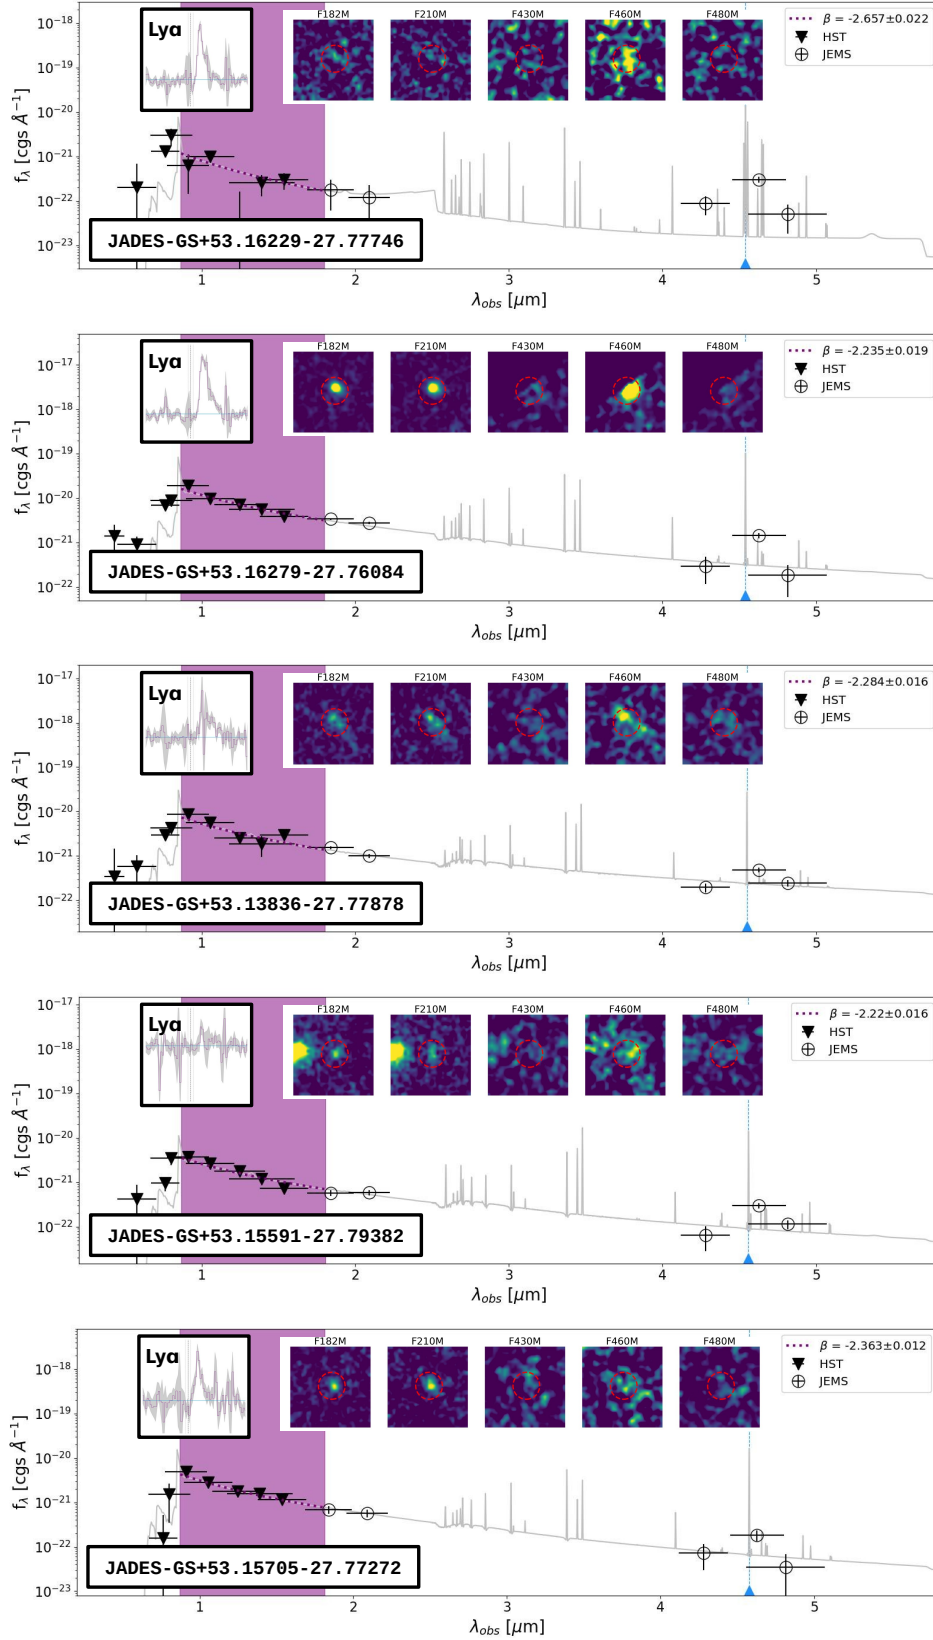 Lyα
F182M F210M F430M F460M F480M
β = -2.657±0.022
HST
JEMS
10⁻¹⁸
10⁻¹⁹
10⁻²⁰
10⁻²¹
10⁻²²
10⁻²³
f_λ [cgs Å⁻¹]
JADES-GS+53.16229-27.77746
1 2 3 4 5
λ_obs [μm]
Lyα
F182M F210M F430M F460M F480M
β = -2.235±0.019
HST
JEMS
10⁻¹⁷
10⁻¹⁸
10⁻¹⁹
10⁻²⁰
10⁻²¹
10⁻²²
f_λ [cgs Å⁻¹]
JADES-GS+53.16279-27.76084
1 2 3 4 5
λ_obs [μm]
Lyα
F182M F210M F430M F460M F480M
β = -2.284±0.016
HST
JEMS
10⁻¹⁷
10⁻¹⁸
10⁻¹⁹
10⁻²⁰
10⁻²¹
10⁻²²
f_λ [cgs Å⁻¹]
JADES-GS+53.13836-27.77878
1 2 3 4 5
λ_obs [μm]
Lyα
F182M F210M F430M F460M F480M
β = -2.22±0.016
HST
JEMS
10⁻¹⁷
10⁻¹⁸
10⁻¹⁹
10⁻²⁰
10⁻²¹
10⁻²²
f_λ [cgs Å⁻¹]
JADES-GS+53.15591-27.79382
1 2 3 4 5
λ_obs [μm]
Lyα
F182M F210M F430M F460M F480M
β = -2.363±0.012
HST
JEMS
10⁻¹⁸
10⁻¹⁹
10⁻²⁰
10⁻²¹
10⁻²²
10⁻²³
f_λ [cgs Å⁻¹]
JADES-GS+53.15705-27.77272
1 2 3 4 5
λ_obs [μm]